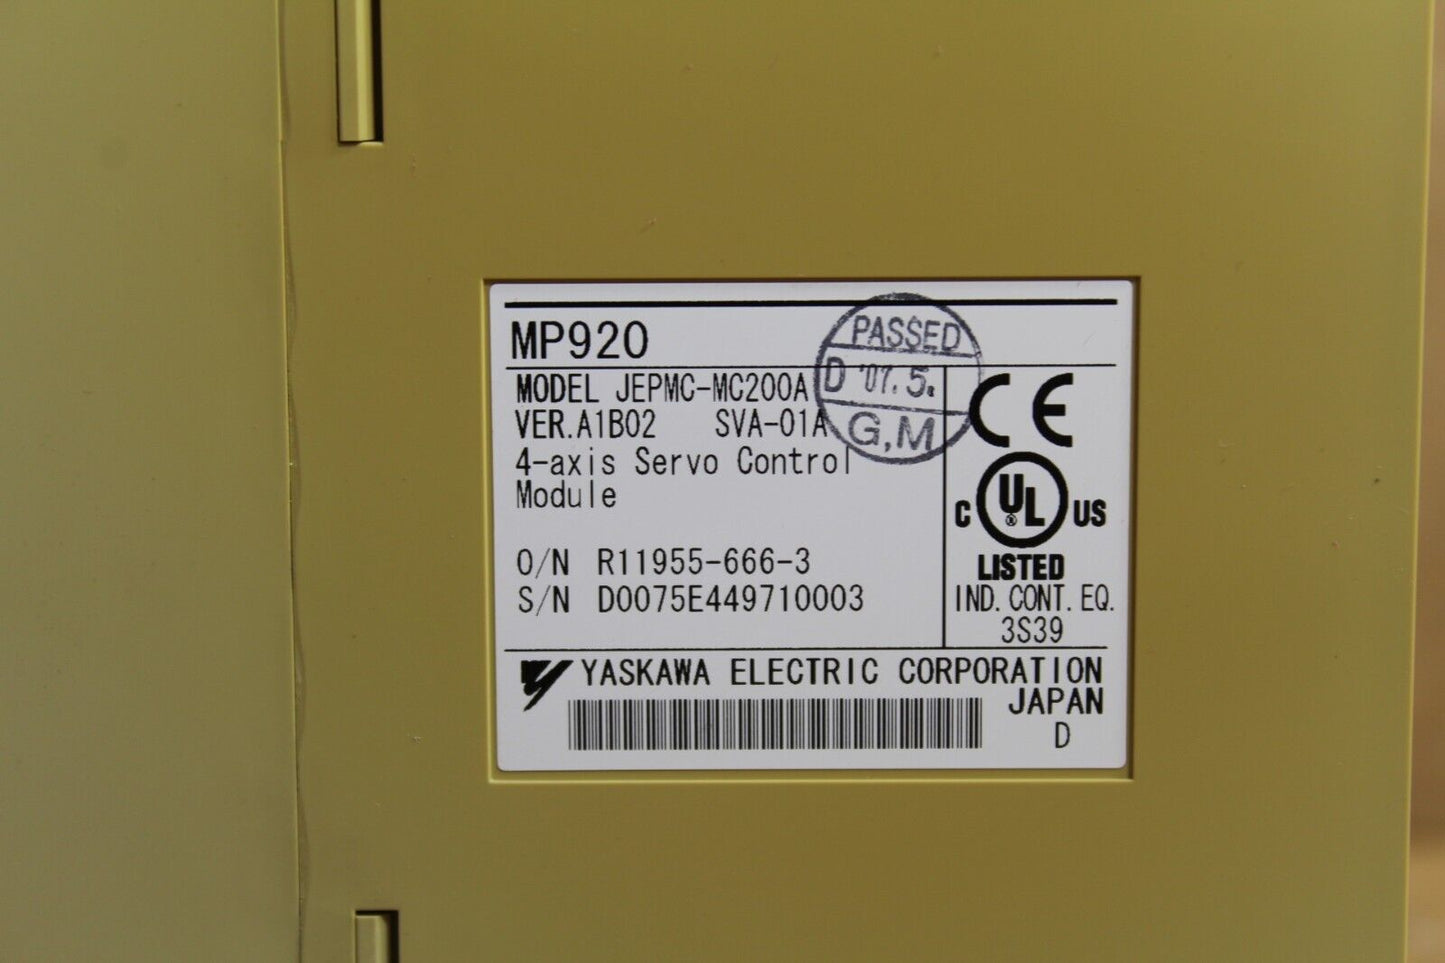 MP920
PASSED
D '07.5.
G,M
MODEL JEPMC-MC200A
VER.A1B02 SVA-01A
4-axis Servo Control
Module
O/N R11955-666-3
S/N D0075E449710003
CE
C UL US
®
LISTED
IND. CONT. EQ.
3S39
YASKAWA ELECTRIC CORPORATION
JAPAN
D